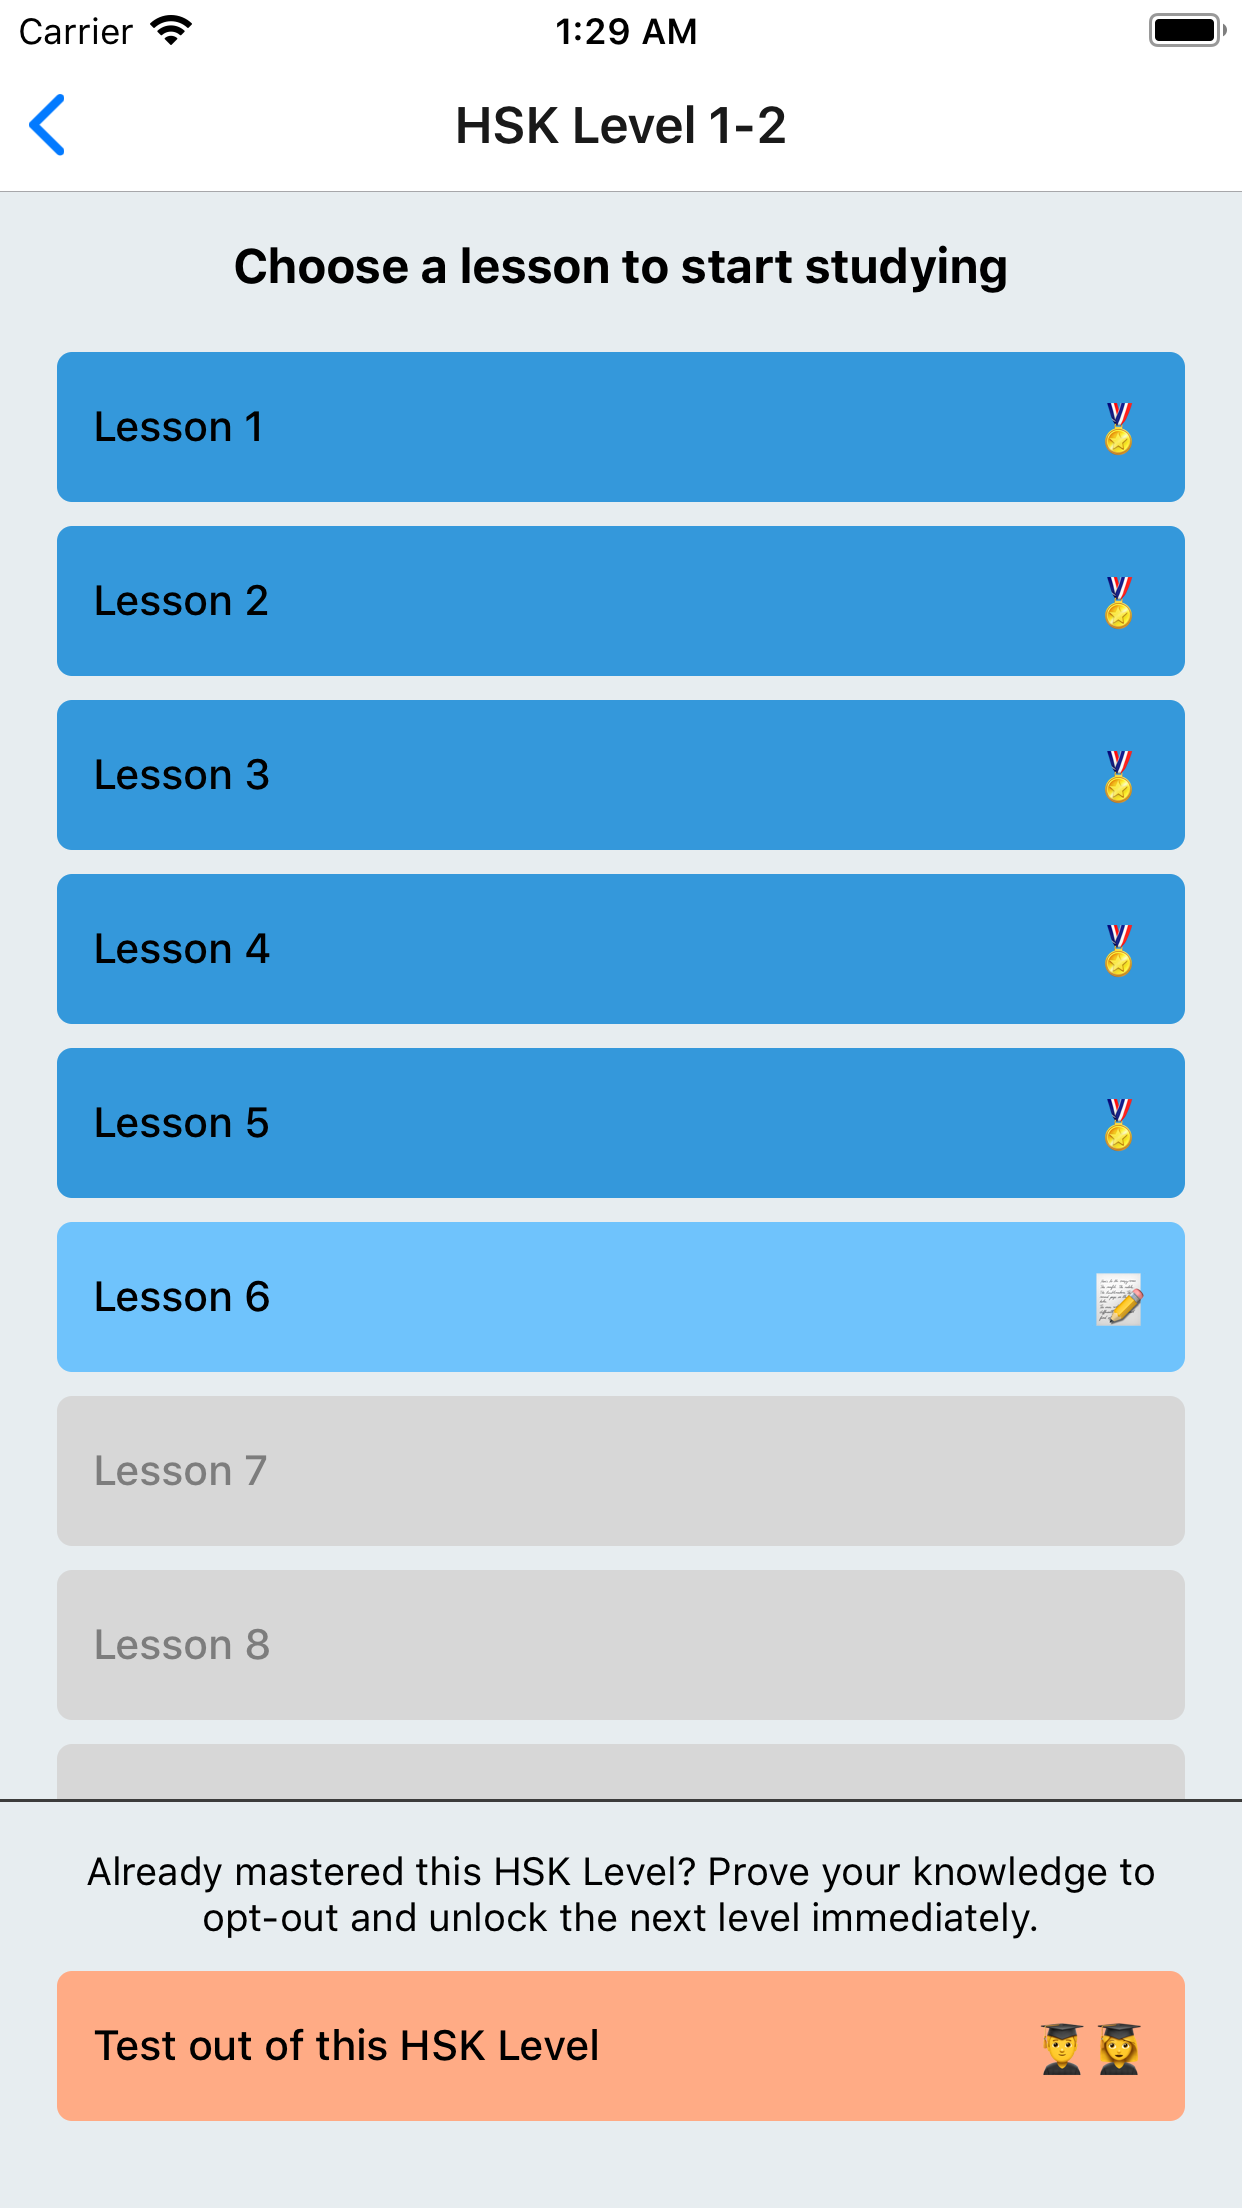 Carrier
1:29 AM
HSK Level 1-2
Choose a lesson to start studying
Lesson 1
Lesson 2
Lesson 3
Lesson 4
Lesson 5
Lesson 6
Lesson 7
Lesson 8
Already mastered this HSK Level? Prove your knowledge to
opt-out and unlock the next level immediately.
Test out of this HSK Level